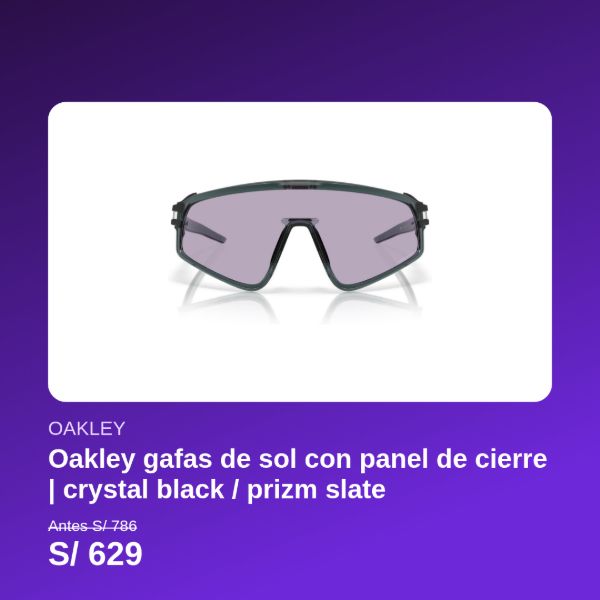 OAKLEY
Oakley gafas de sol con panel de cierre
| crystal black / prizm slate
Antes S/ 786
S/ 629